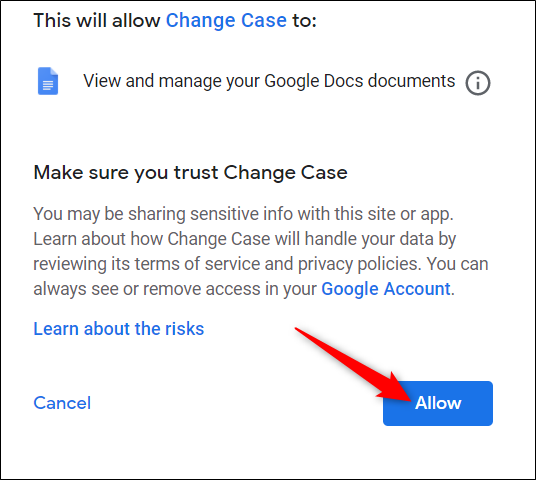 This will allow Change Case to:
View and manage your Google Docs documents
Make sure you trust Change Case
You may be sharing sensitive info with this site or app.
Learn about how Change Case will handle your data by
reviewing its terms of service and privacy policies. You can
always see or remove access in your Google Account.
Learn about the risks
Cancel
Allow